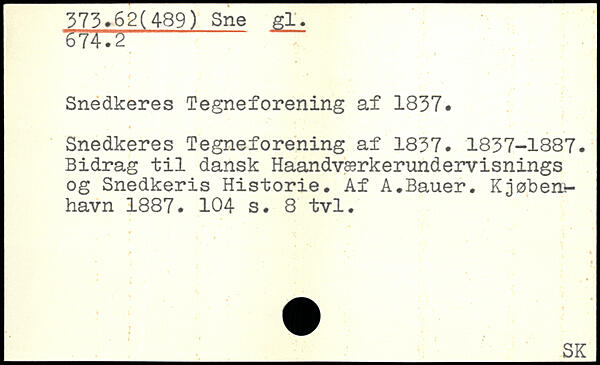 373.62(489) Sne gl.
674.2
Snedkeres Tegneforening af 1837.
Snedkeres Tegneforening af 1837. 1837-1887.
Bidrag til dansk Haandværkerundervisnings
og Snedkeris Historie. Af A.Bauer. Kjøben-
havn 1887. 104 s. 8 tvl.
SK